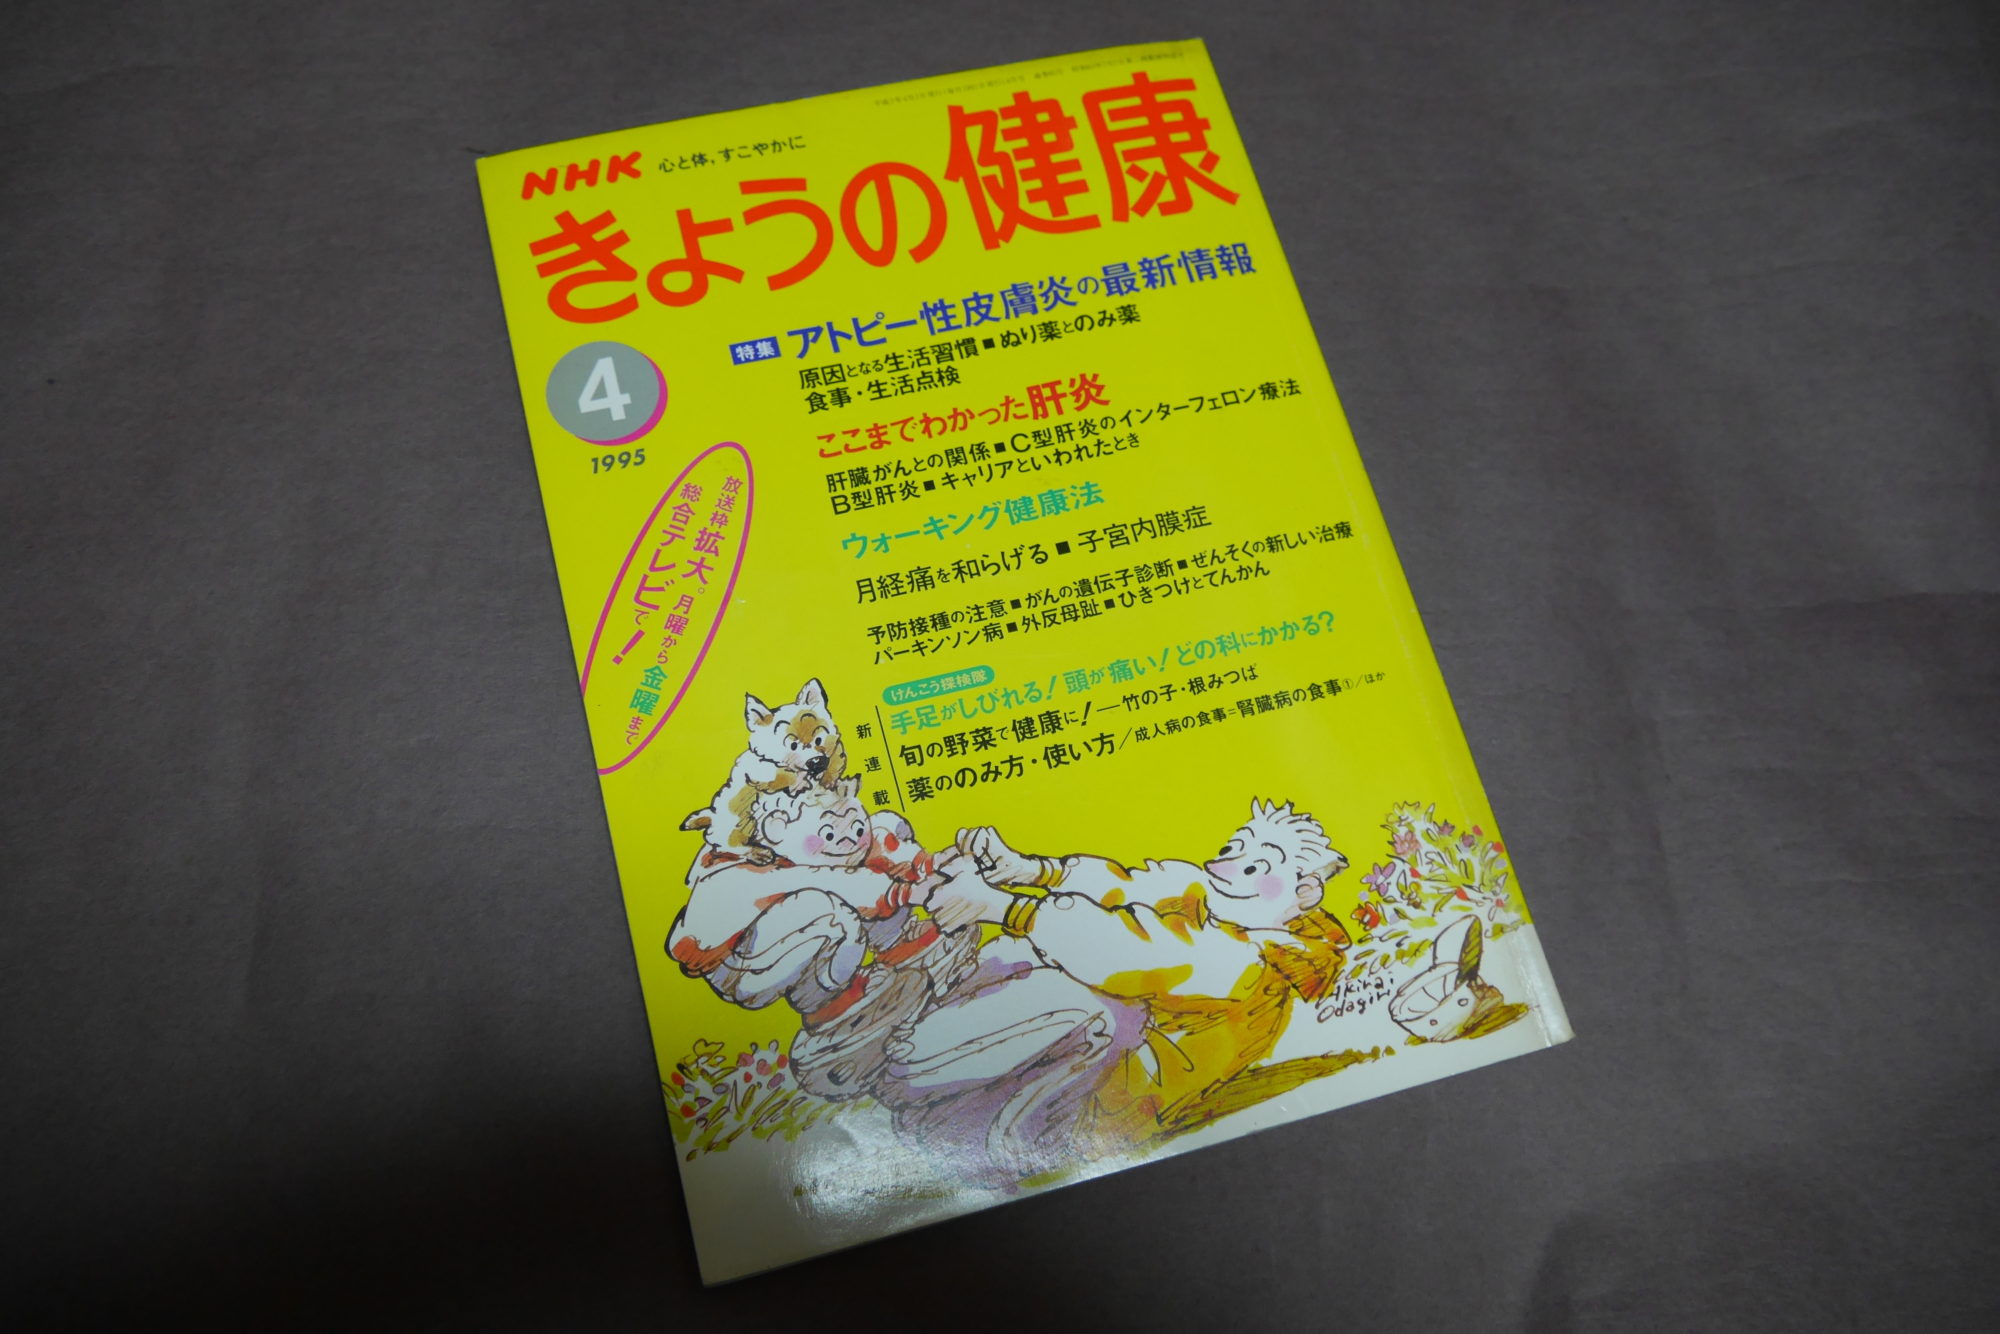 NHK 心と体,すこやかに
きょうの健康
4
1995
特集 アトピー性皮膚炎の最新情報
原因となる生活習慣■ぬり薬とのみ薬
食事・生活点検
ここまでわかった肝炎
肝臓がんとの関係■C型肝炎のインターフェロン療法
B型肝炎■キャリアといわれたとき
ウォーキング健康法
月経痛を和らげる■子宮内膜症
予防接種の注意■がんの遺伝子診断■ぜんそくの新しい治療
パーキンソン病■外反母趾■ひきつけとてんかん
放送枠拡大。月曜から金曜まで
総合テレビで!
けんこう探検隊
手足がしびれる!頭が痛い!どの科にかかる?
新連載
旬の野菜で健康に!―竹の子・根みつば
薬ののみ方・使い方/成人病の食事=腎臓病の食事①/ほか
Akirai
Odagiri